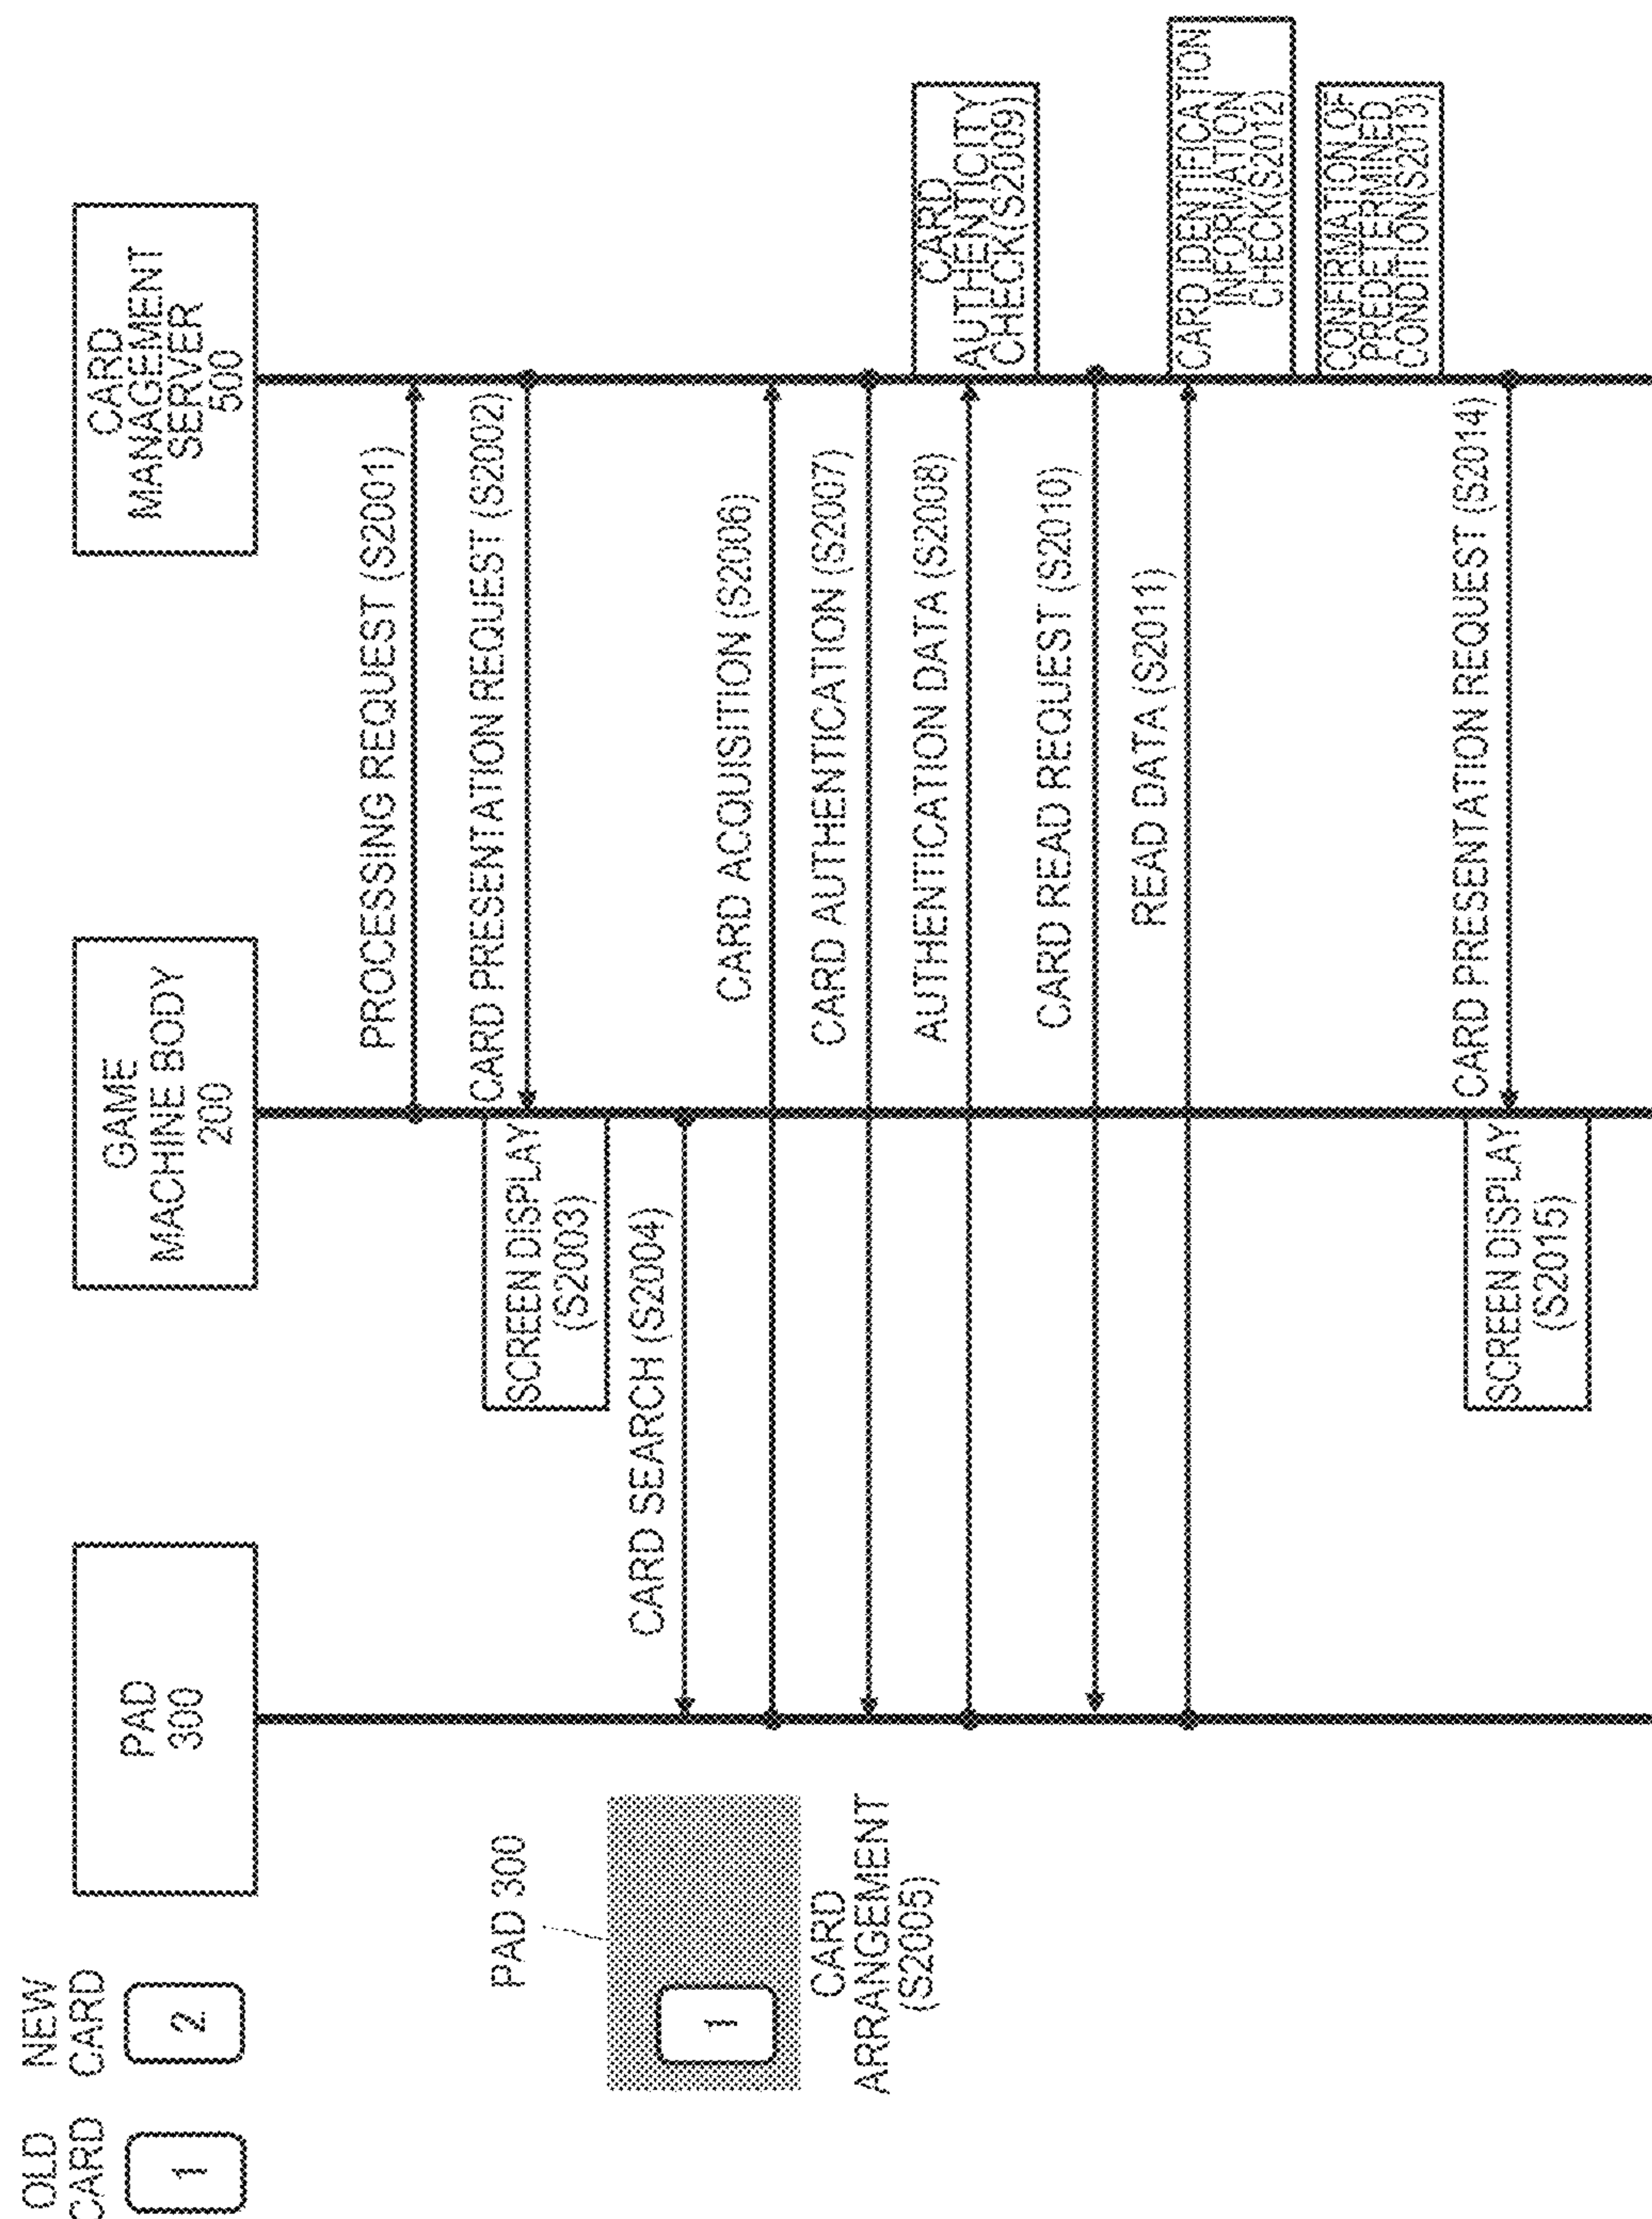 OLD
CARD
1
NEW
CARD
2
PAD
300
GAME
MACHINE BODY
200
CARD
MANAGEMENT
SERVER
500
PROCESSING REQUEST (S2001)
CARD PRESENTATION REQUEST (S2002)
SCREEN DISPLAY
(S2003)
CARD SEARCH (S2004)
PAD 300
1
CARD
ARRANGEMENT
(S2005)
CARD ACQUISITION (S2006)
CARD AUTHENTICATION (S2007)
AUTHENTICATION DATA (S2008)
CARD
AUTHENTICITY
CHECK(S2009)
CARD READ REQUEST (S2010)
READ DATA (S2011)
CARD IDENTIFICATION
INFORMATION
CHECK(S2012)
CONFIRMATION OF
PREDETERMINED
CONDITION(S2013)
CARD PRESENTATION REQUEST (S2014)
SCREEN DISPLAY
(S2015)